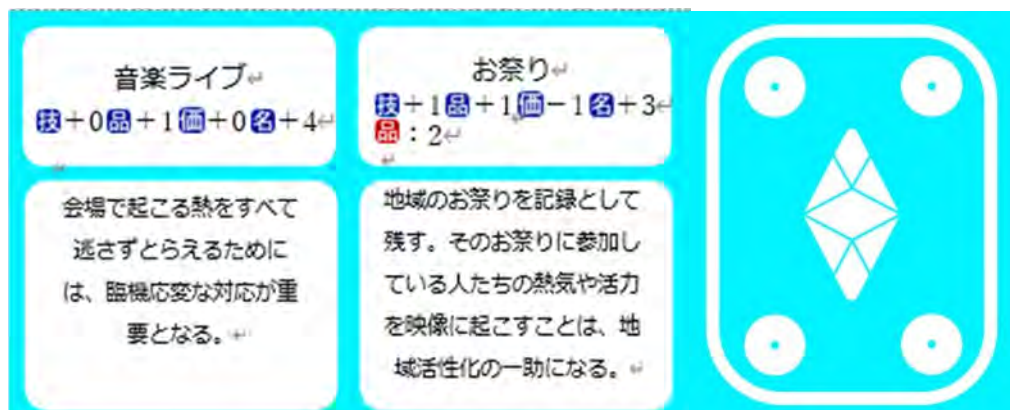 音楽ライブ↵
技+0品+1価+0名+4↵
↵
会場で起こる熱をすべて
逃さずとらえるために
は、臨機応変な対応が重
要となる。↵
お祭り↵
技+1品+1価-1名+3↵
品：2↵
↵
地域のお祭りを記録として
残す。そのお祭りに参加し
ている人たちの熱気や活力
を映像に起こすことは、地
域活性化の一助になる。↵